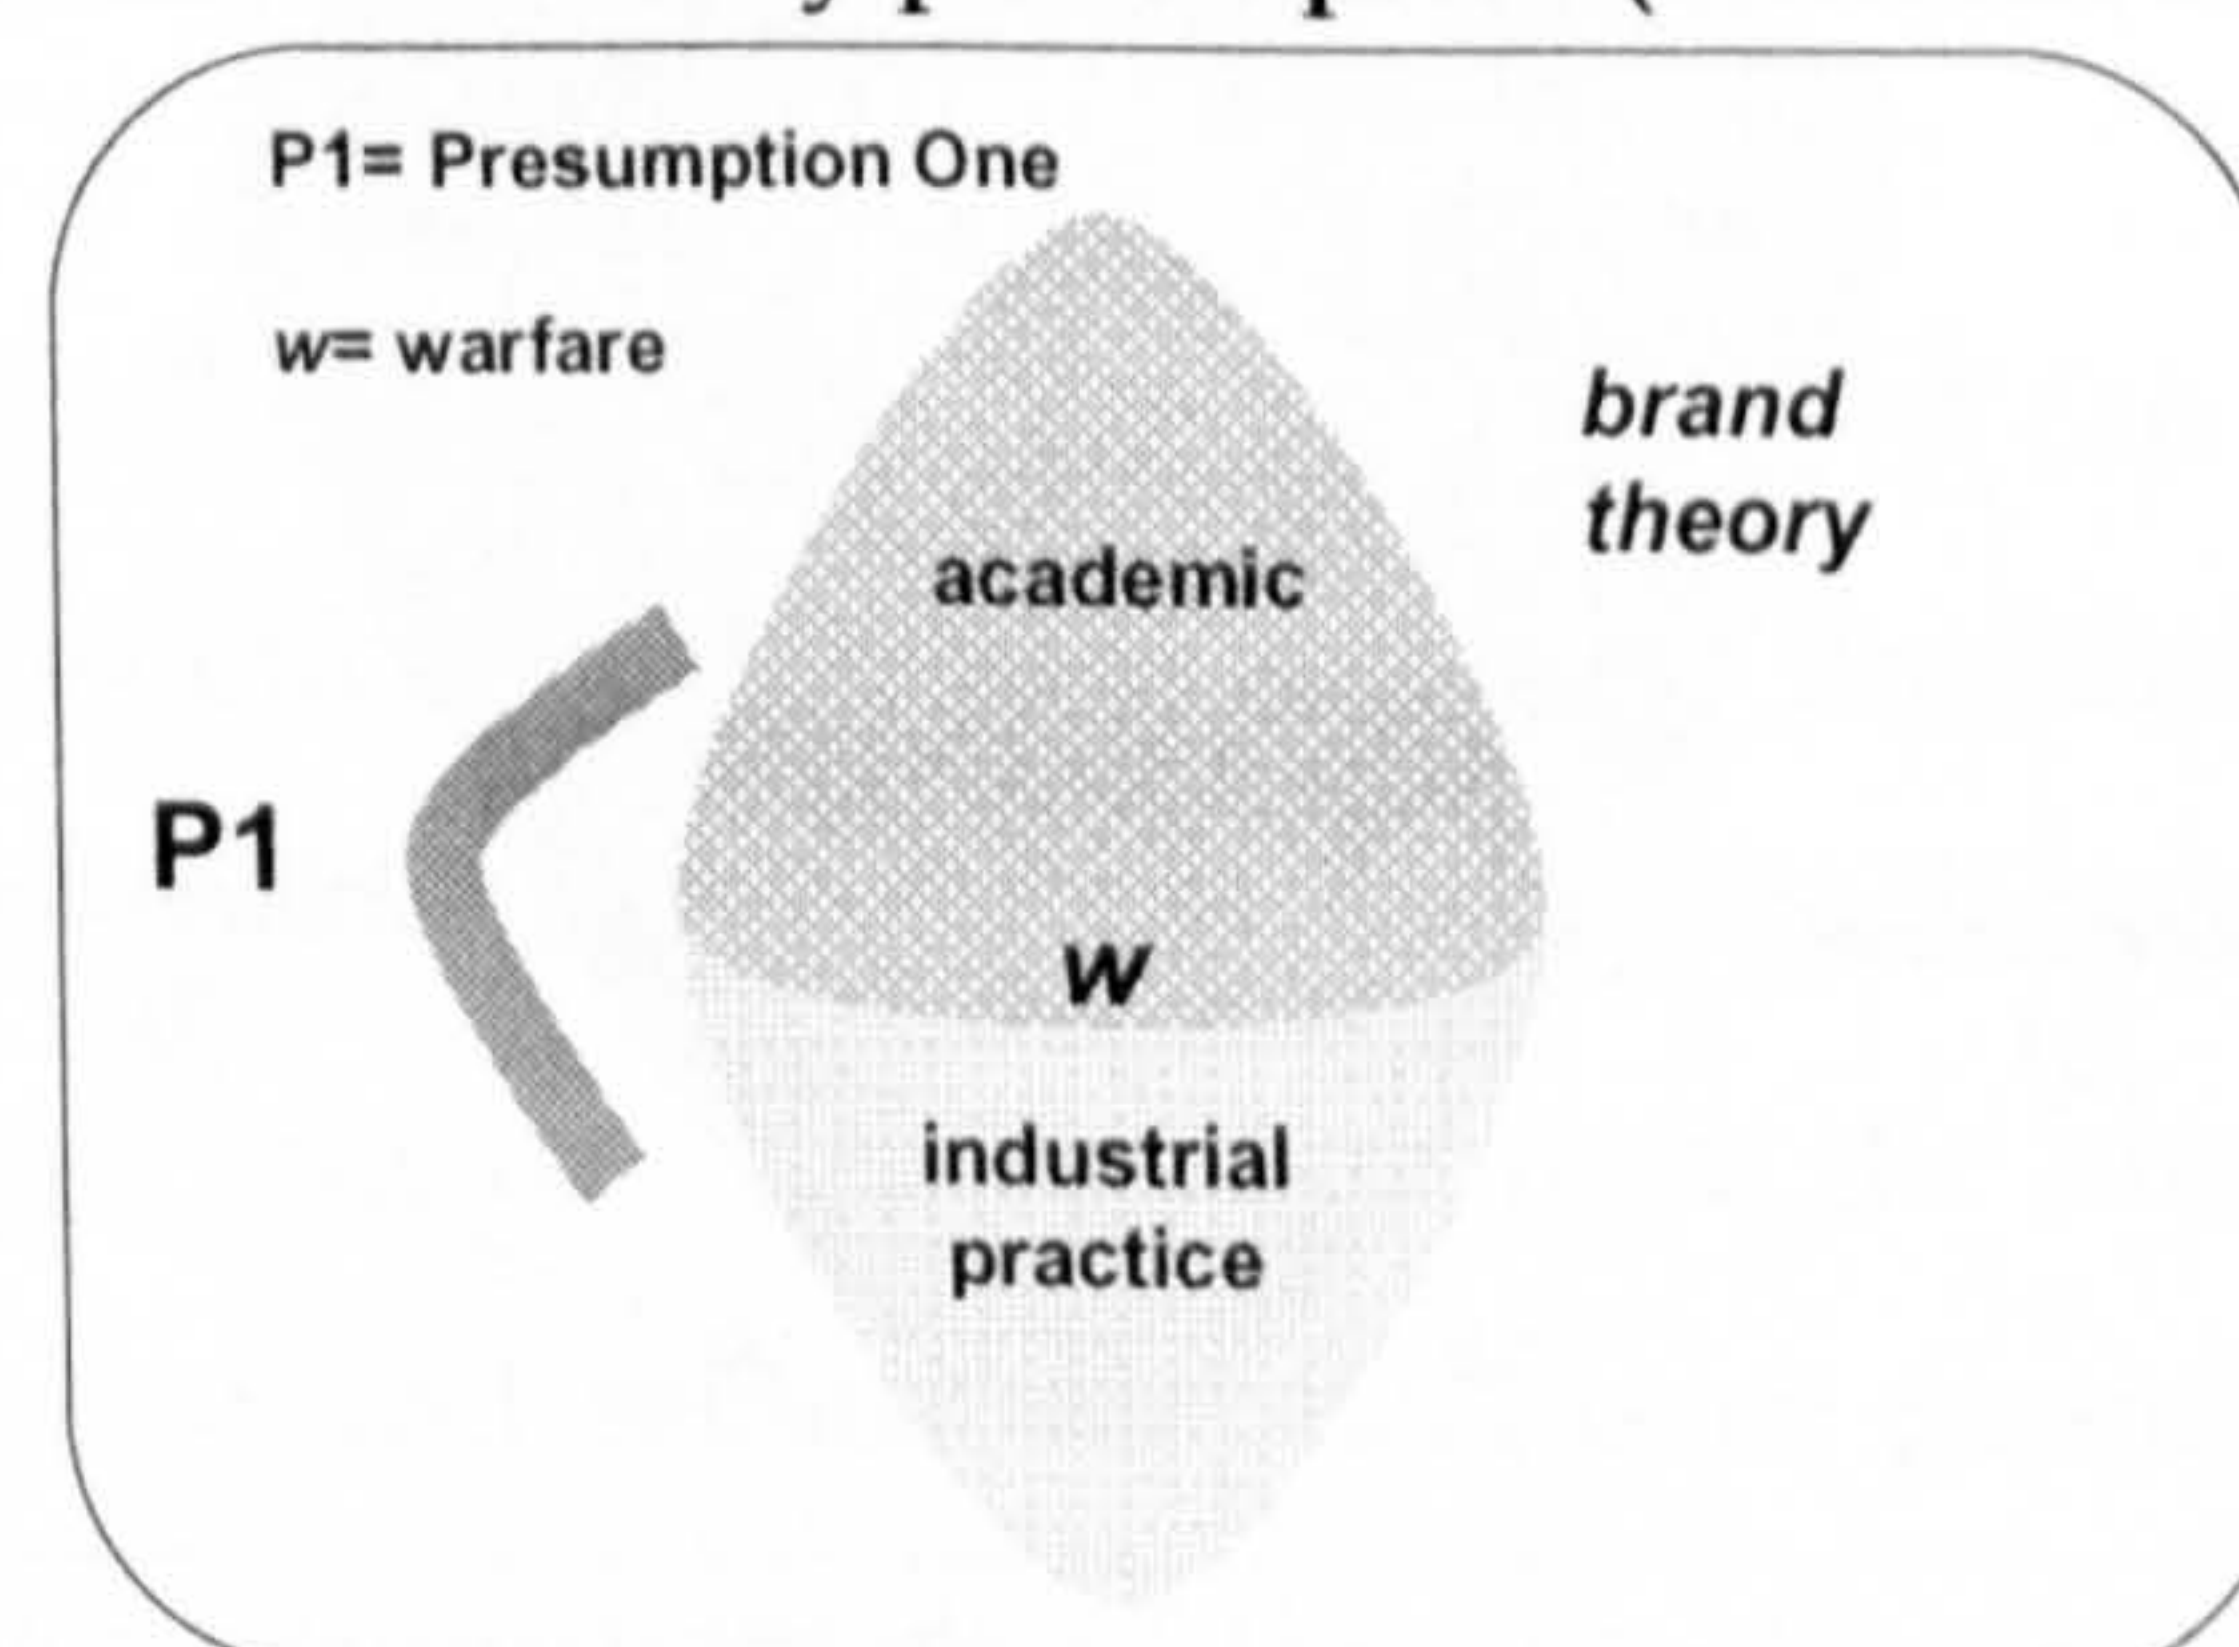 P1= Presumption One
w= warfare
brand
theory
academic
P1
w
industrial
practice